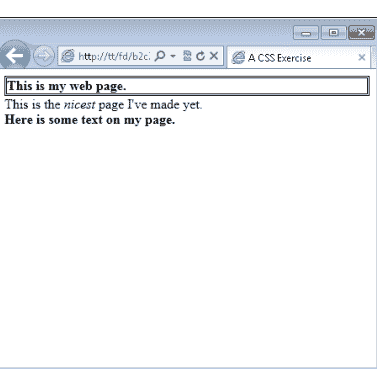 http://tt/fd/b2c
A CSS Exercise
This is my web page.
This is the nicest page I've made yet.
Here is some text on my page.